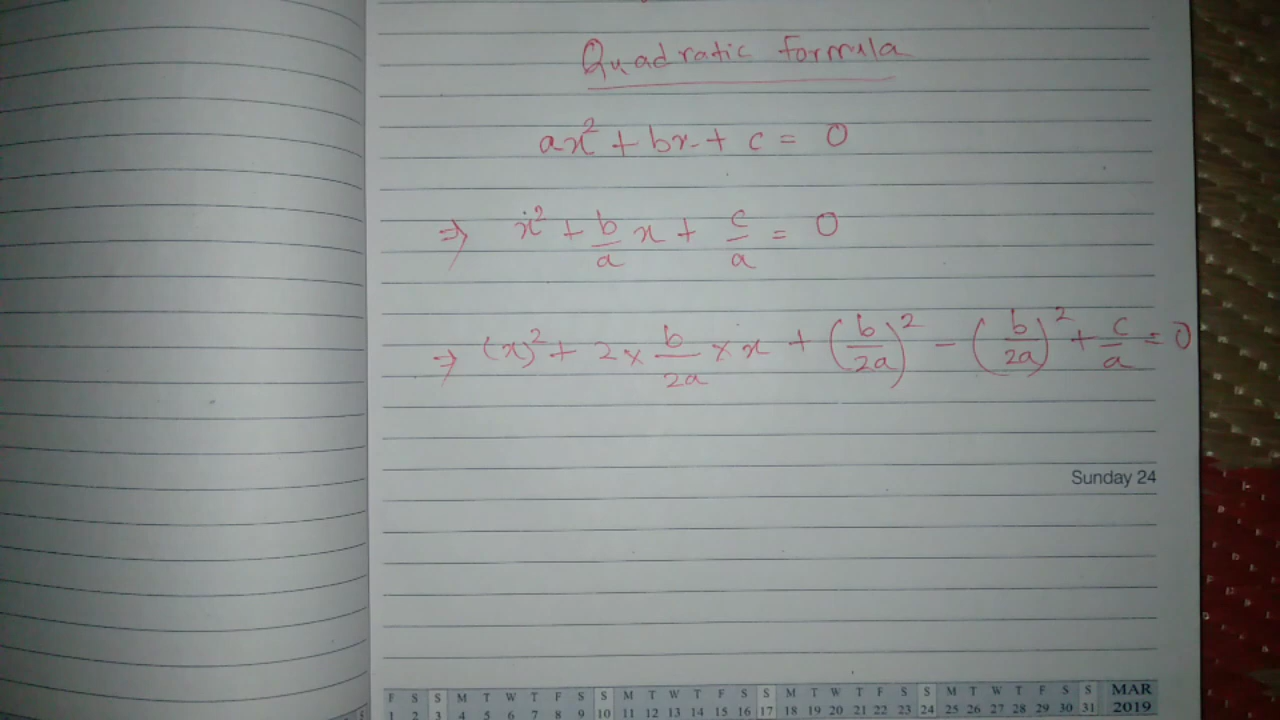 Quadratic formula
ax² + bx + c = 0
⇒ x² + b/a x + c/a = 0
⇒ (x)² + 2 × b/2a × x + (b/2a)² - (b/2a)² + c/a = 0
Sunday 24
F S S M T W T F S S M T W T F S S M T W T F S S M T W T F S S MAR
1 2 3 4 5 6 7 8 9 10 11 12 13 14 15 16 17 18 19 20 21 22 23 24 25 26 27 28 29 30 31 2019